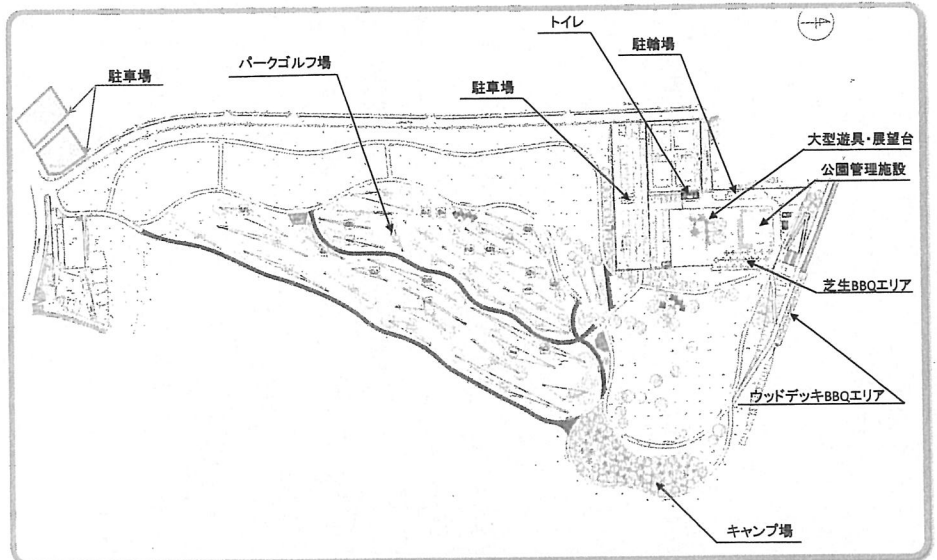 トイレ
駐輪場
駐車場
パークゴルフ場
駐車場
大型遊具・展望台
公園管理施設
芝生BBQエリア
ウッドデッキBBQエリア
キャンプ場